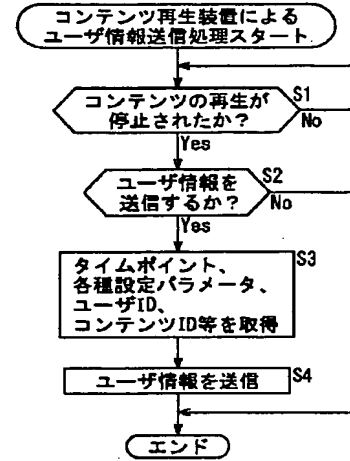 コンテンツ再生装置による
ユーザ情報送信処理スタート
S1
コンテンツの再生が
停止されたか?
No
Yes
S2
ユーザ情報を
送信するか?
No
Yes
S3
タイムポイント、
各種設定パラメータ、
ユーザID、
コンテンツID等を取得
ユーザ情報を送信
S4
エンド